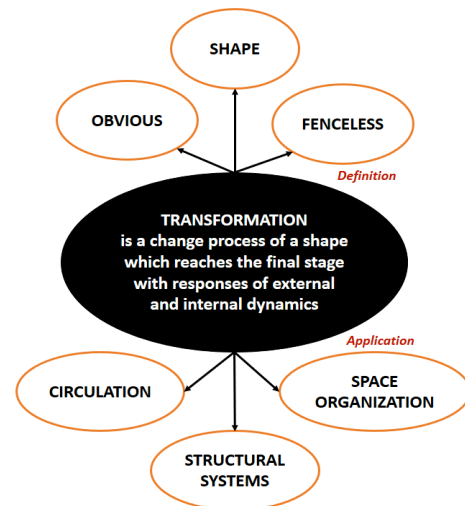 SHAPE
OBVIOUS
FENCELESS
Definition
TRANSFORMATION
is a change process of a shape
which reaches the final stage
with responses of external
and internal dynamics
Application
CIRCULATION
SPACE
ORGANIZATION
STRUCTURAL
SYSTEMS